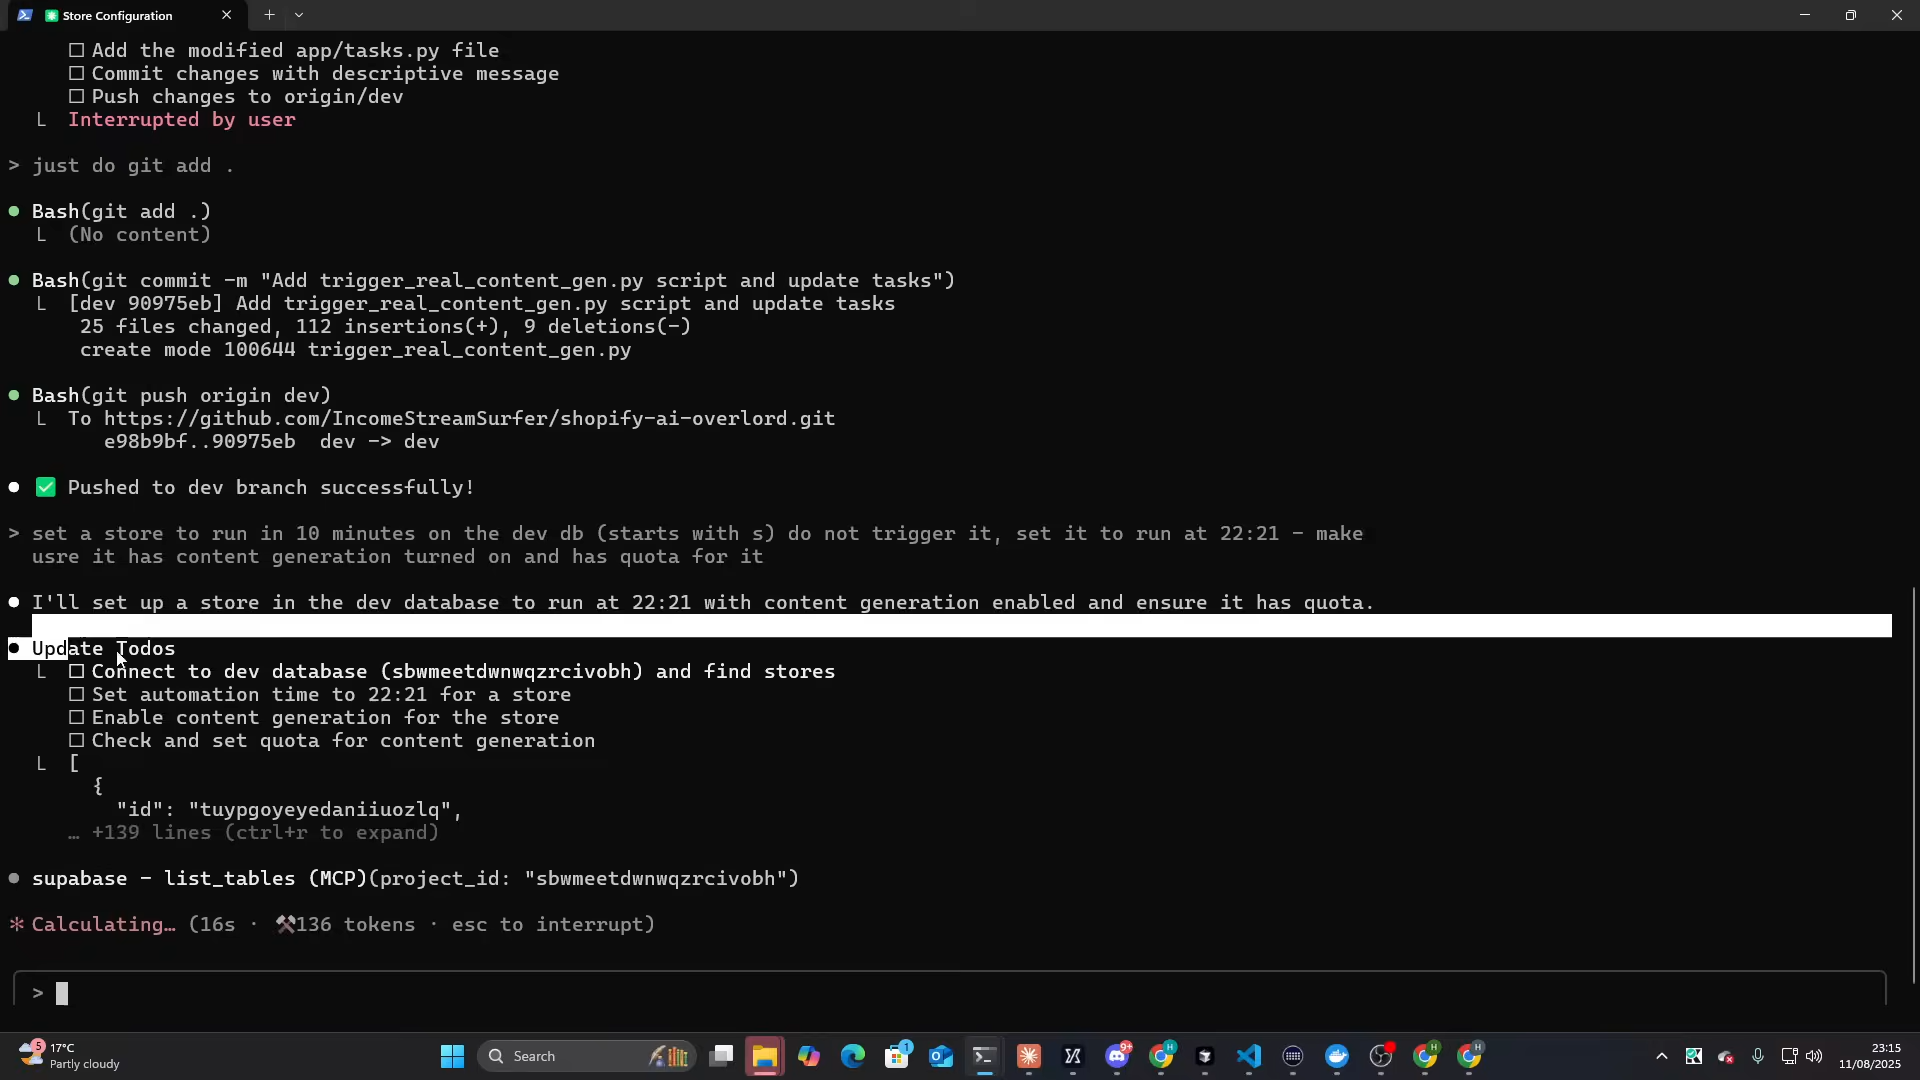 Store Configuration
☐ Add the modified app/tasks.py file
☐ Commit changes with descriptive message
☐ Push changes to origin/dev
└ Interrupted by user
> just do git add .
● Bash(git add .)
└ (No content)
● Bash(git commit -m "Add trigger_real_content_gen.py script and update tasks")
└ [dev 90975eb] Add trigger_real_content_gen.py script and update tasks
25 files changed, 112 insertions(+), 9 deletions(-)
create mode 100644 trigger_real_content_gen.py
● Bash(git push origin dev)
└ To https://github.com/IncomeStreamSurfer/shopify-ai-overlord.git
e98b9bf..90975eb  dev -> dev
● ✅ Pushed to dev branch successfully!
> set a store to run in 10 minutes on the dev db (starts with s) do not trigger it, set it to run at 22:21 - make
usre it has content generation turned on and has quota for it
● I'll set up a store in the dev database to run at 22:21 with content generation enabled and ensure it has quota.
● Update Todos
└ ☐ Connect to dev database (sbwmeetdwnwqzrcivobh) and find stores
☐ Set automation time to 22:21 for a store
☐ Enable content generation for the store
☐ Check and set quota for content generation
└ [
{
"id": "tuypgoyeyedaniiuozlq",
… +139 lines (ctrl+r to expand)
● supabase - list_tables (MCP)(project_id: "sbwmeetdwnwqzrcivobh")
✻ Calculating… (16s · ⚒136 tokens · esc to interrupt)
>
5
17°C
Partly cloudy
Search
1
9+
H
H
H
23:15
11/08/2025